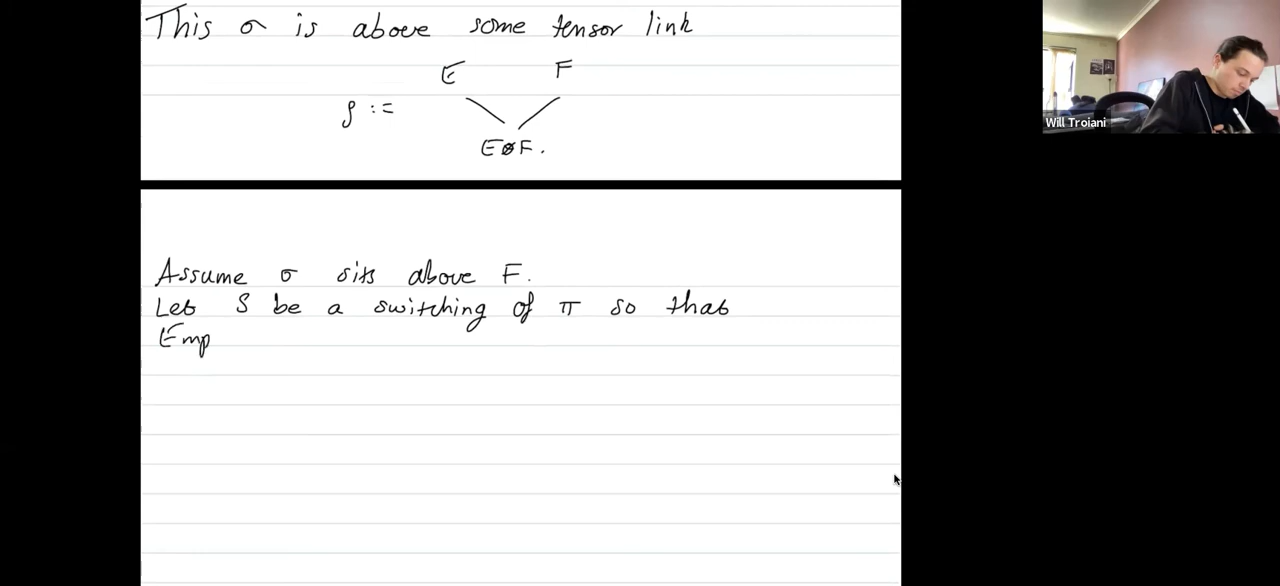 This σ is above some tensor link
E F
ρ :=
E⊗F.
Will Troiani
Assume σ sits above F.
Let S be a switching of π so that
Emp